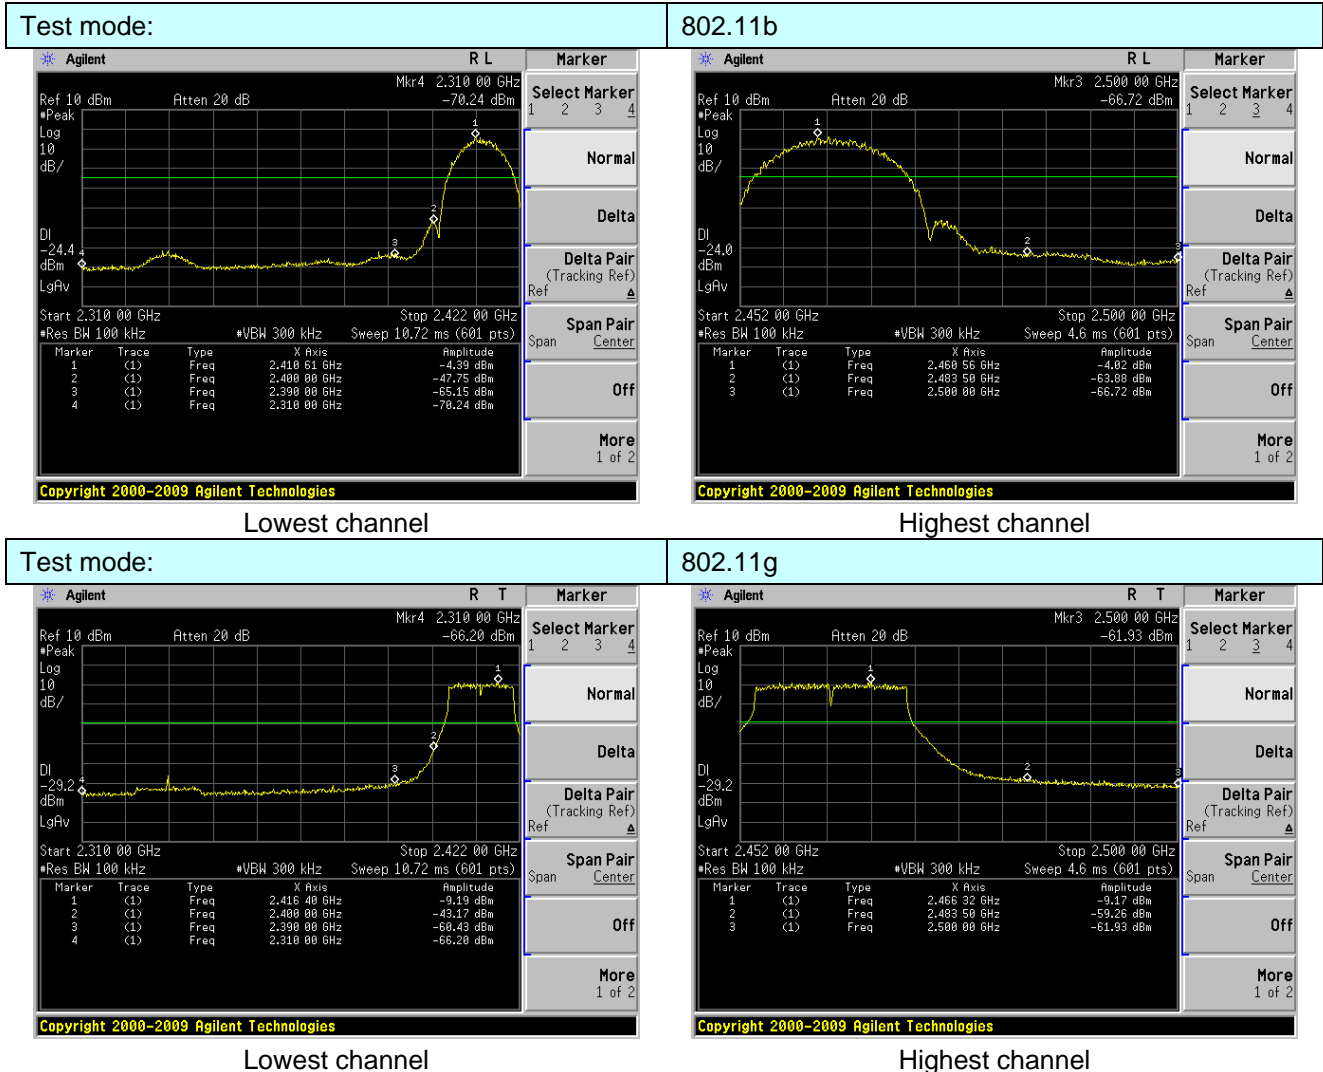 Test mode: 802.11b
Agilent R L Marker
Mkr4 2.310 00 GHz
Ref 10 dBm Atten 20 dB -70.24 dBm
#Peak
Log
10
dB/
1
2
3
4
DI
-24.4
dBm
LgAv
Start 2.310 00 GHz Stop 2.422 00 GHz
#Res BW 100 kHz #VBW 300 kHz Sweep 10.72 ms (601 pts)
Marker Trace Type X Axis Amplitude
1 (1) Freq 2.410 61 GHz -4.39 dBm
2 (1) Freq 2.400 00 GHz -47.75 dBm
3 (1) Freq 2.390 00 GHz -65.15 dBm
4 (1) Freq 2.310 00 GHz -70.24 dBm
Copyright 2000-2009 Agilent Technologies
Select Marker
1 2 3 4
Normal
Delta
Delta Pair
(Tracking Ref)
Ref Δ
Span Pair
Span Center
Off
More
1 of 2
Lowest channel
Agilent R L Marker
Mkr3 2.500 00 GHz
Ref 10 dBm Atten 20 dB -66.72 dBm
#Peak
Log
10
dB/
1
2
3
DI
-24.0
dBm
LgAv
Start 2.452 00 GHz Stop 2.500 00 GHz
#Res BW 100 kHz #VBW 300 kHz Sweep 4.6 ms (601 pts)
Marker Trace Type X Axis Amplitude
1 (1) Freq 2.460 56 GHz -4.02 dBm
2 (1) Freq 2.483 50 GHz -63.88 dBm
3 (1) Freq 2.500 00 GHz -66.72 dBm
Copyright 2000-2009 Agilent Technologies
Select Marker
1 2 3 4
Normal
Delta
Delta Pair
(Tracking Ref)
Ref Δ
Span Pair
Span Center
Off
More
1 of 2
Highest channel
Test mode: 802.11g
Agilent R T Marker
Mkr4 2.310 00 GHz
Ref 10 dBm Atten 20 dB -66.20 dBm
#Peak
Log
10
dB/
1
2
3
4
DI
-29.2
dBm
LgAv
Start 2.310 00 GHz Stop 2.422 00 GHz
#Res BW 100 kHz #VBW 300 kHz Sweep 10.72 ms (601 pts)
Marker Trace Type X Axis Amplitude
1 (1) Freq 2.416 40 GHz -9.19 dBm
2 (1) Freq 2.400 00 GHz -43.17 dBm
3 (1) Freq 2.390 00 GHz -60.43 dBm
4 (1) Freq 2.310 00 GHz -66.20 dBm
Copyright 2000-2009 Agilent Technologies
Select Marker
1 2 3 4
Normal
Delta
Delta Pair
(Tracking Ref)
Ref Δ
Span Pair
Span Center
Off
More
1 of 2
Lowest channel
Agilent R T Marker
Mkr3 2.500 00 GHz
Ref 10 dBm Atten 20 dB -61.93 dBm
#Peak
Log
10
dB/
1
2
3
DI
-29.2
dBm
LgAv
Start 2.452 00 GHz Stop 2.500 00 GHz
#Res BW 100 kHz #VBW 300 kHz Sweep 4.6 ms (601 pts)
Marker Trace Type X Axis Amplitude
1 (1) Freq 2.466 32 GHz -9.17 dBm
2 (1) Freq 2.483 50 GHz -59.26 dBm
3 (1) Freq 2.500 00 GHz -61.93 dBm
Copyright 2000-2009 Agilent Technologies
Select Marker
1 2 3 4
Normal
Delta
Delta Pair
(Tracking Ref)
Ref Δ
Span Pair
Span Center
Off
More
1 of 2
Highest channel